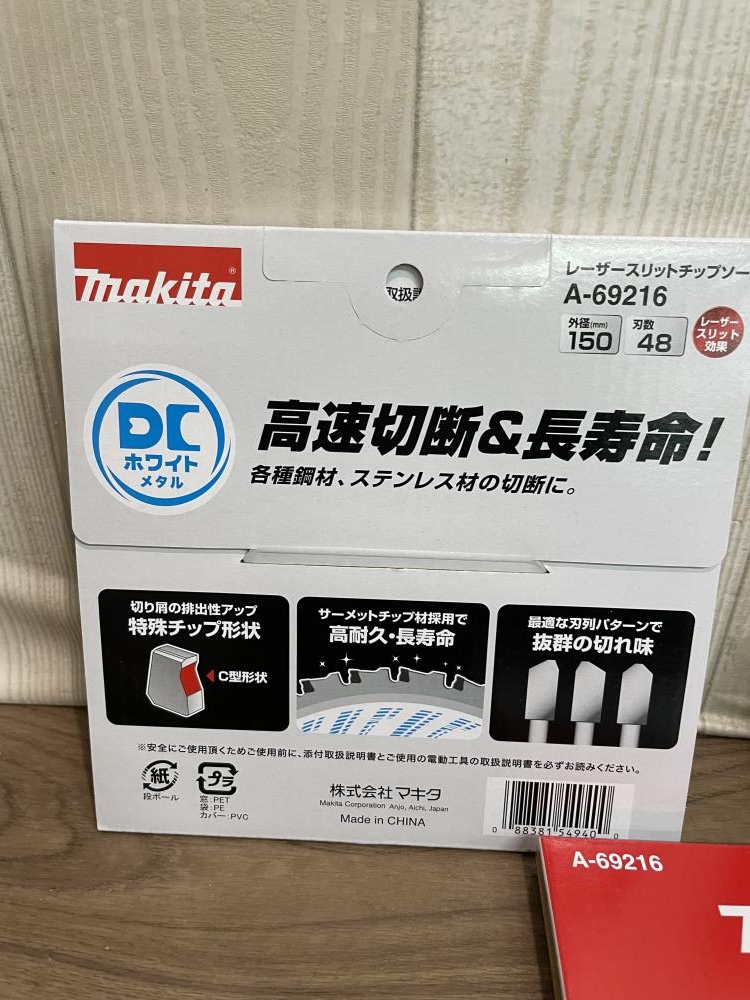 makita®
取扱
レーザースリットチップソー
A-69216
外径(mm)
150
刃数
48
レーザー
スリット
効果
DC
ホワイト
メタル
高速切断&長寿命!
各種鋼材、ステンレス材の切断に。
切り屑の排出性アップ
特殊チップ形状
C型形状
サーメットチップ材採用で
高耐久・長寿命
最適な刃列パターンで
抜群の切れ味
※安全にご使用頂くためご使用前に、添付取扱説明書とご使用の電動工具の取扱説明書を必ずお読みください。
紙
段ボール
プラ
窓:PET
袋:PE
カバー:PVC
株式会社マキタ
Makita Corporation Anjo, Aichi, Japan
Made in CHINA
0 88381 54940 0
A-69216